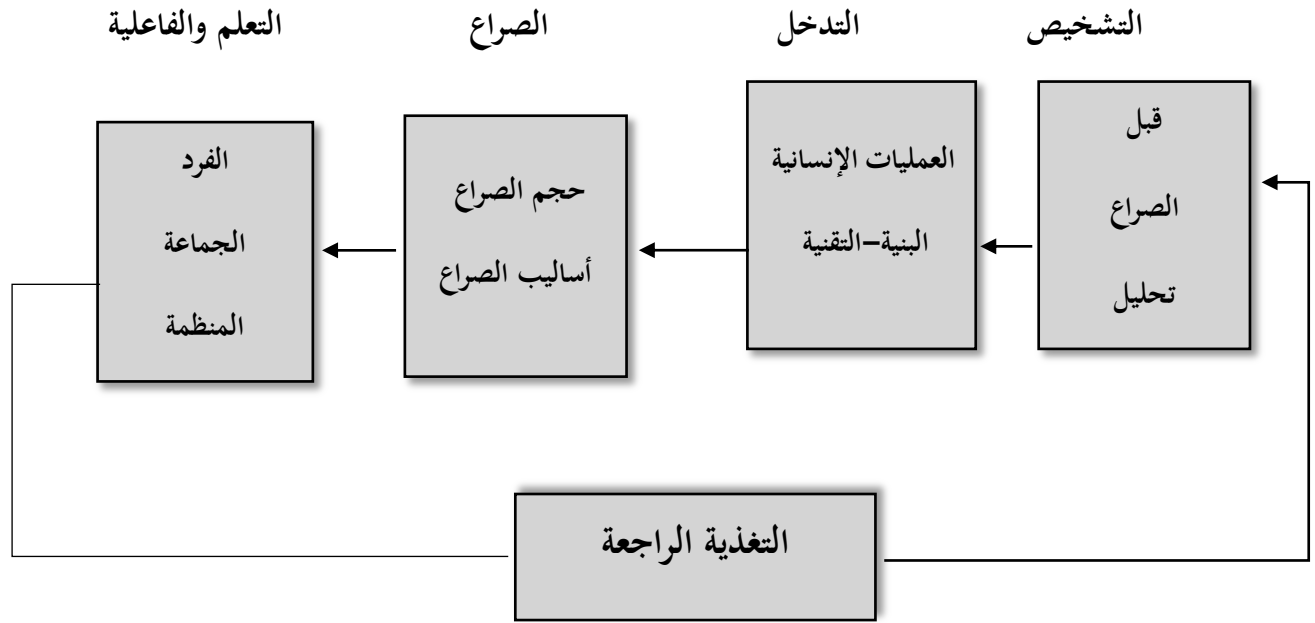 التشخيص
التدخل
الصراع
التعلم والفاعلية
قبل
الصراع
تحليل
العمليات الإنسانية
البنية–التقنية
حجم الصراع
أساليب الصراع
الفرد
الجماعة
المنظمة
التغذية الراجعة